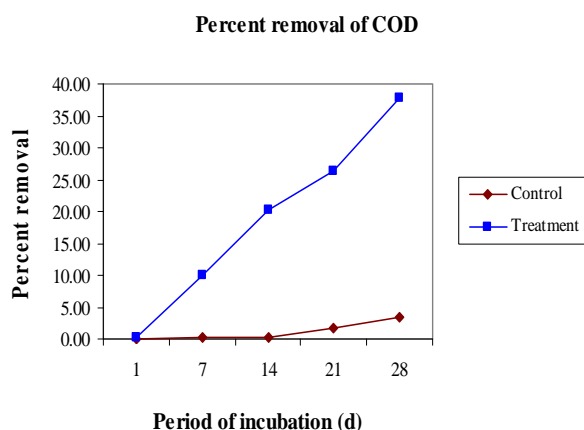 Percent removal of COD
Percent removal
40.00
35.00
30.00
25.00
20.00
15.00
10.00
5.00
0.00
1 7 14 21 28
Period of incubation (d)
Control
Treatment